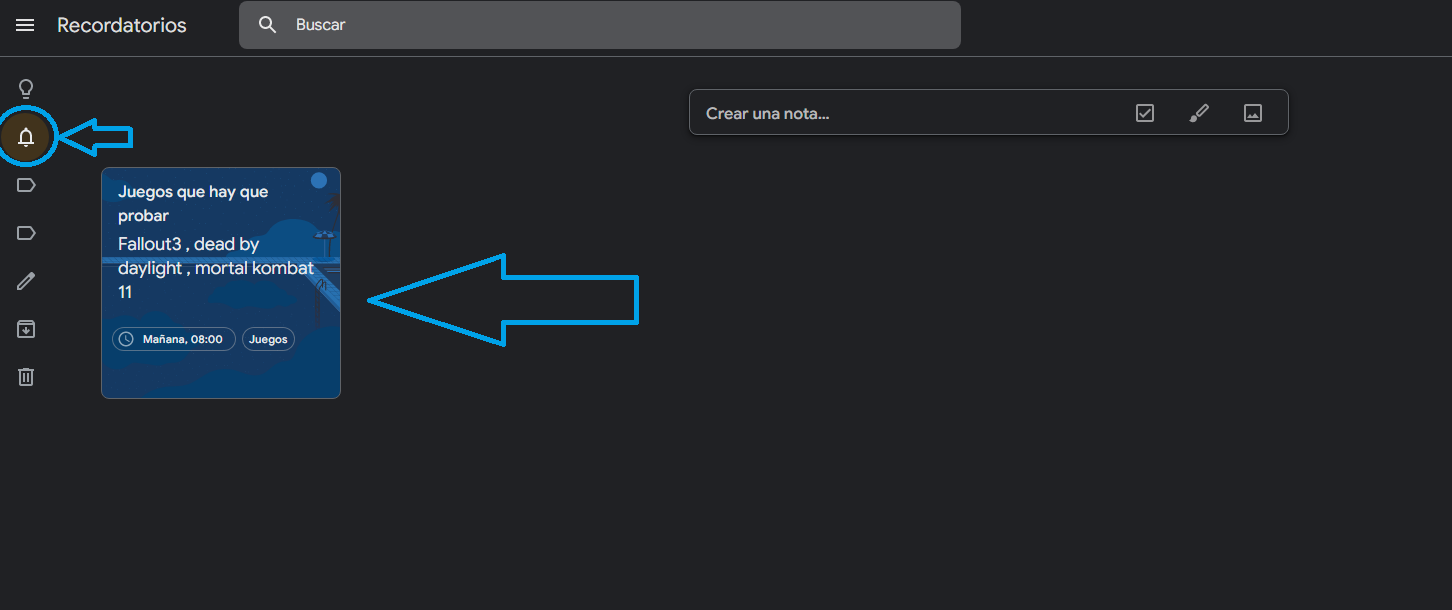 Recordatorios
Buscar
Crear una nota...
Juegos que hay que
probar
Fallout3 , dead by
daylight , mortal kombat
11
Mañana, 08:00
Juegos